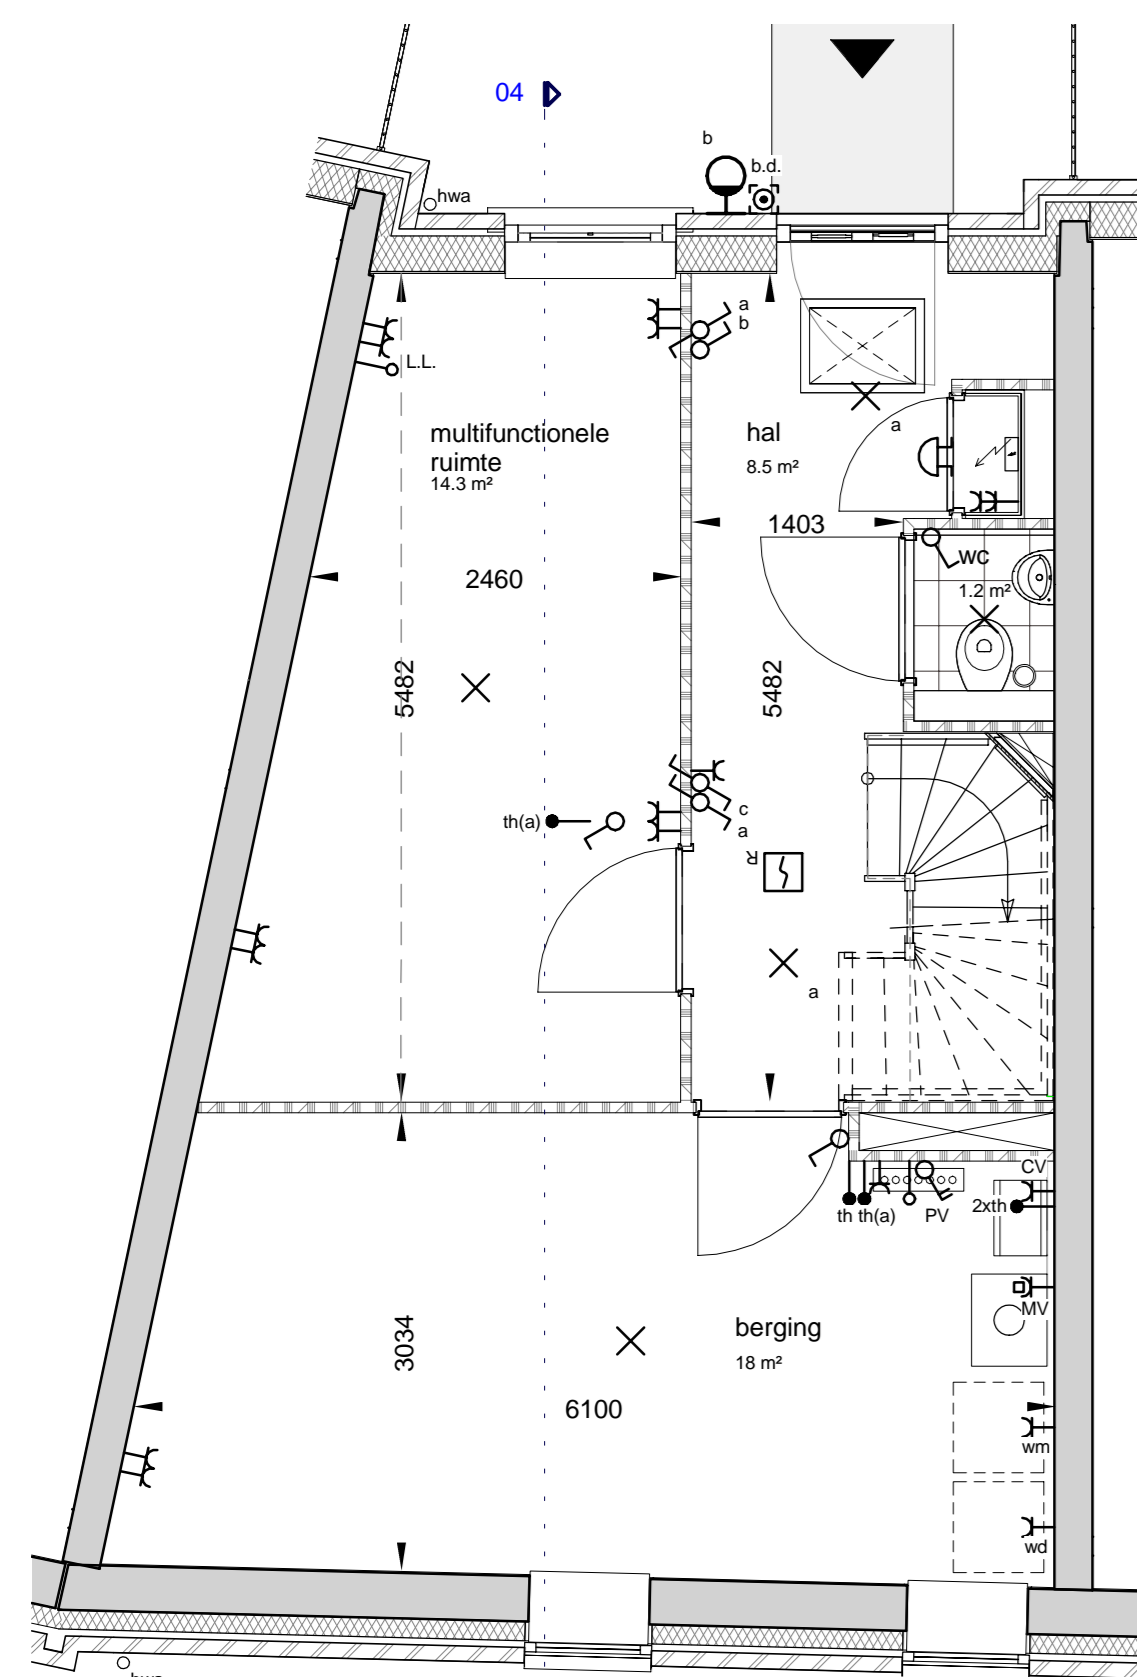 04
b
b.d.
hwa
a
b
L.L.
multifunctionele
ruimte
14.3 m²
hal
8.5 m²
a
1403
wc
1.2 m²
2460
5482
5482
th(a)
c
a
R
a
CV
2xth
th th(a)
PV
MV
berging
18 m²
3034
6100
wm
wd
hwa